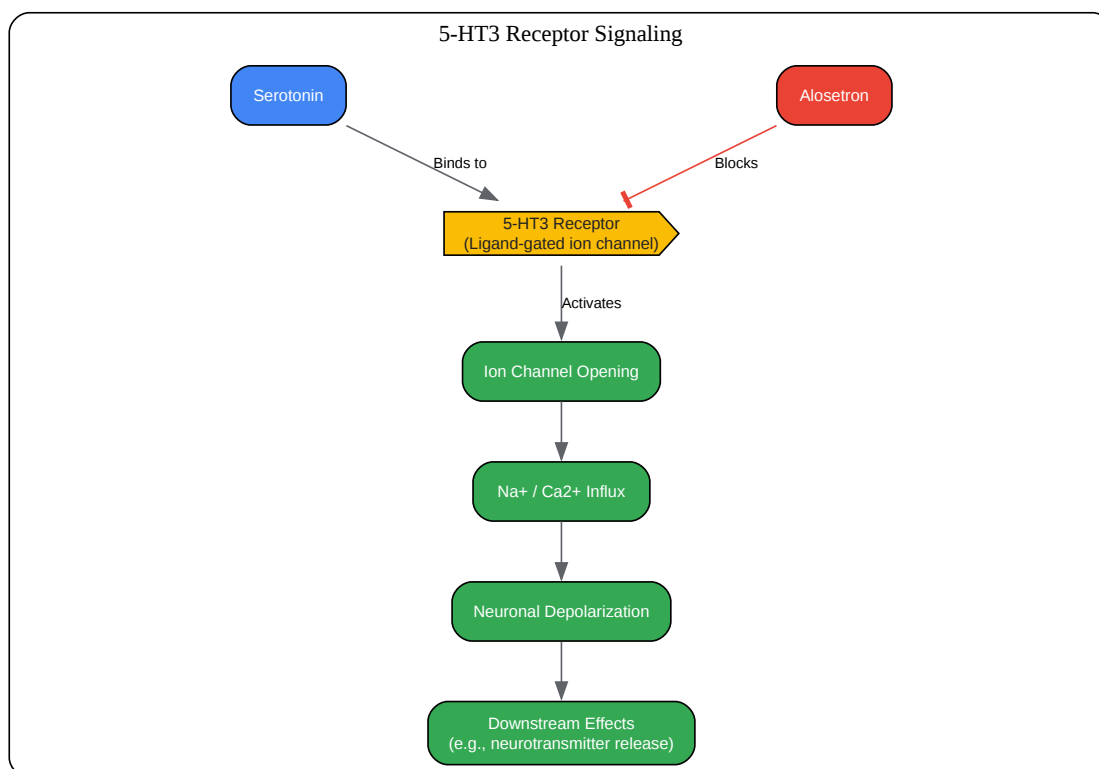 5-HT3 Receptor Signaling
Serotonin
Alosetron
Binds to
Blocks
5-HT3 Receptor
(Ligand-gated ion channel)
Activates
Ion Channel Opening
Na+ / Ca2+ Influx
Neuronal Depolarization
Downstream Effects
(e.g., neurotransmitter release)